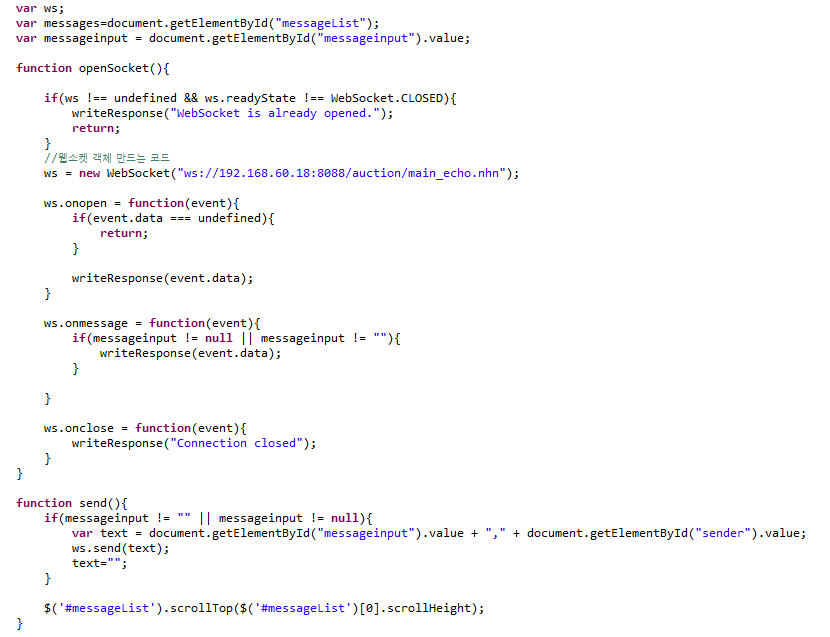 var ws;
var messages=document.getElementById("messageList");
var messageinput = document.getElementById("messageinput").value;
function openSocket(){
if(ws !== undefined && ws.readyState !== WebSocket.CLOSED){
writeResponse("WebSocket is already opened.");
return;
}
//웹소켓 객체 만드는 코드
ws = new WebSocket("ws://192.168.60.18:8088/auction/main_echo.nhn");
ws.onopen = function(event){
if(event.data === undefined){
return;
}
writeResponse(event.data);
}
ws.onmessage = function(event){
if(messageinput != null || messageinput != ""){
writeResponse(event.data);
}
}
ws.onclose = function(event){
writeResponse("Connection closed");
}
}
function send(){
if(messageinput != "" || messageinput != null){
var text = document.getElementById("messageinput").value + "," + document.getElementById("sender").value;
ws.send(text);
text="";
}
$('#messageList').scrollTop($('#messageList')[0].scrollHeight);
}